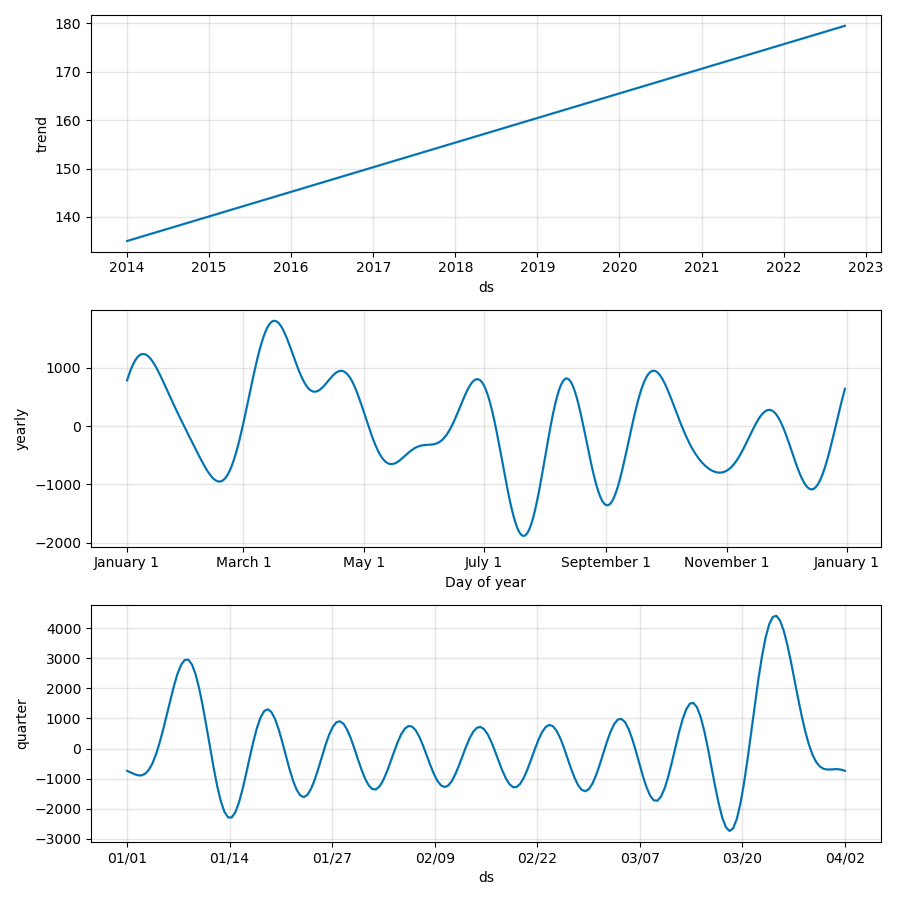 180
170
160
150
140
trend
2014 2015 2016 2017 2018 2019 2020 2021 2022 2023
ds
1000
0
−1000
−2000
yearly
January 1 March 1 May 1 July 1 September 1 November 1 January 1
Day of year
4000
3000
2000
1000
0
−1000
−2000
−3000
quarter
01/01 01/14 01/27 02/09 02/22 03/07 03/20 04/02
ds